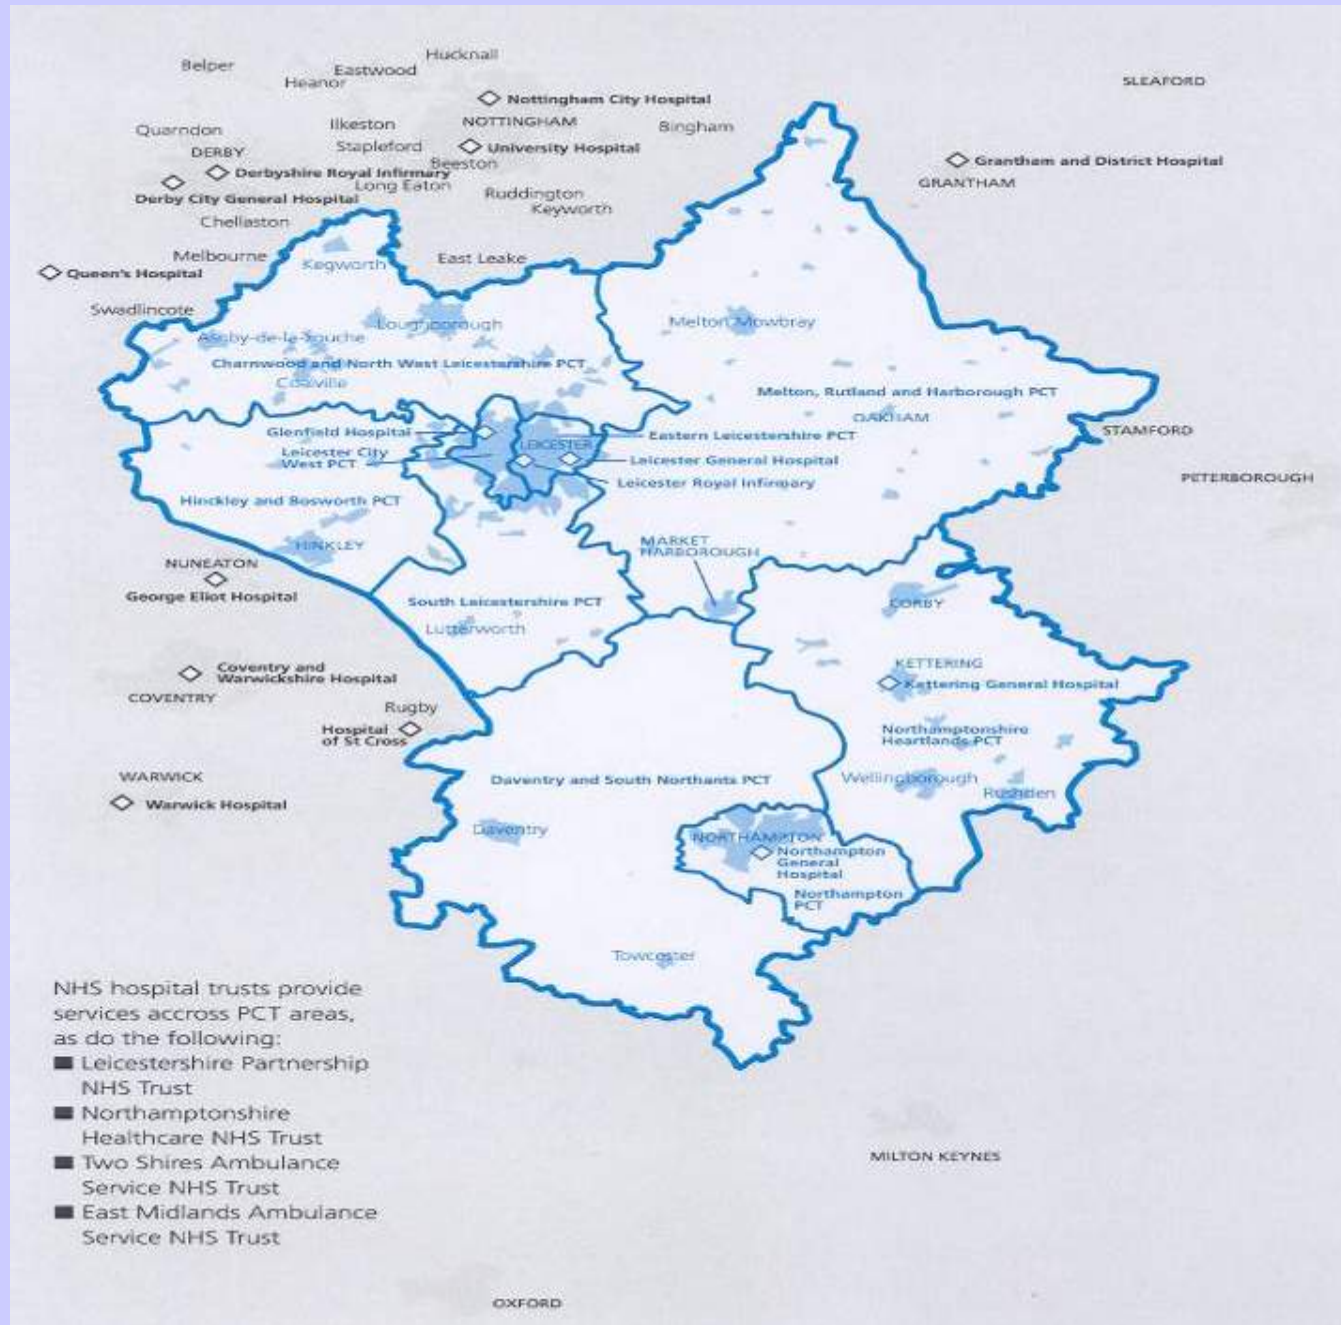 Hucknall
Belper
Eastwood
Heanor
SLEAFORD
Nottingham City Hospital
Quarndon
Ilkeston
NOTTINGHAM
Bingham
DERBY
Stapleford
University Hospital
Beeston
Grantham and District Hospital
Derbyshire Royal Infirmary
GRANTHAM
Long Eaton
Derby City General Hospital
Ruddington
Keyworth
Chellaston
Melbourne
East Leake
Kegworth
Queen's Hospital
Swadlincote
Loughborough
Melton Mowbray
Ashby-de-la-Zouche
Charnwood and North West Leicestershire PCT
Coalville
Melton, Rutland and Harborough PCT
OAKHAM
Glenfield Hospital
Eastern Leicestershire PCT
STAMFORD
LEICESTER
Leicester City
West PCT
Leicester General Hospital
Leicester Royal Infirmary
PETERBOROUGH
Hinckley and Bosworth PCT
HINKLEY
MARKET
HARBOROUGH
NUNEATON
George Eliot Hospital
South Leicestershire PCT
CORBY
Lutterworth
Coventry and
Warwickshire Hospital
KETTERING
Kettering General Hospital
COVENTRY
Rugby
Hospital
of St Cross
Northamptonshire
Heartlands PCT
WARWICK
Daventry and South Northants PCT
Wellingborough
Rushden
Warwick Hospital
Daventry
NORTHAMPTON
Northampton
General
Hospital
Northampton
PCT
Towcester
NHS hospital trusts provide
services accross PCT areas,
as do the following:
Leicestershire Partnership
NHS Trust
Northamptonshire
Healthcare NHS Trust
Two Shires Ambulance
Service NHS Trust
East Midlands Ambulance
Service NHS Trust
MILTON KEYNES
OXFORD